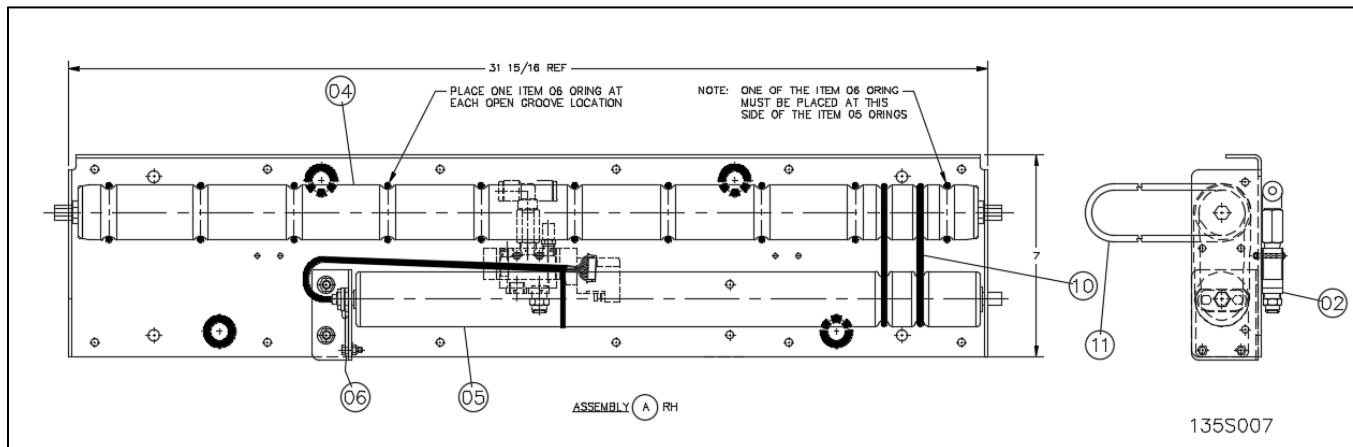 31 15/16 REF
04
PLACE ONE ITEM 06 ORING AT
EACH OPEN GROOVE LOCATION
NOTE: ONE OF THE ITEM 06 ORING
MUST BE PLACED AT THIS
SIDE OF THE ITEM 05 ORINGS
7
10
02
11
06
05
ASSEMBLY A RH
135S007